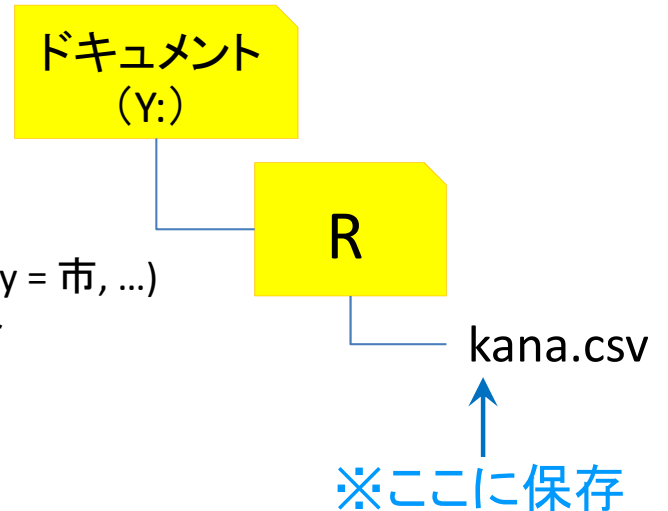 ドキュメント
（Y:）
R
y = 市, …)
kana.csv
※ここに保存